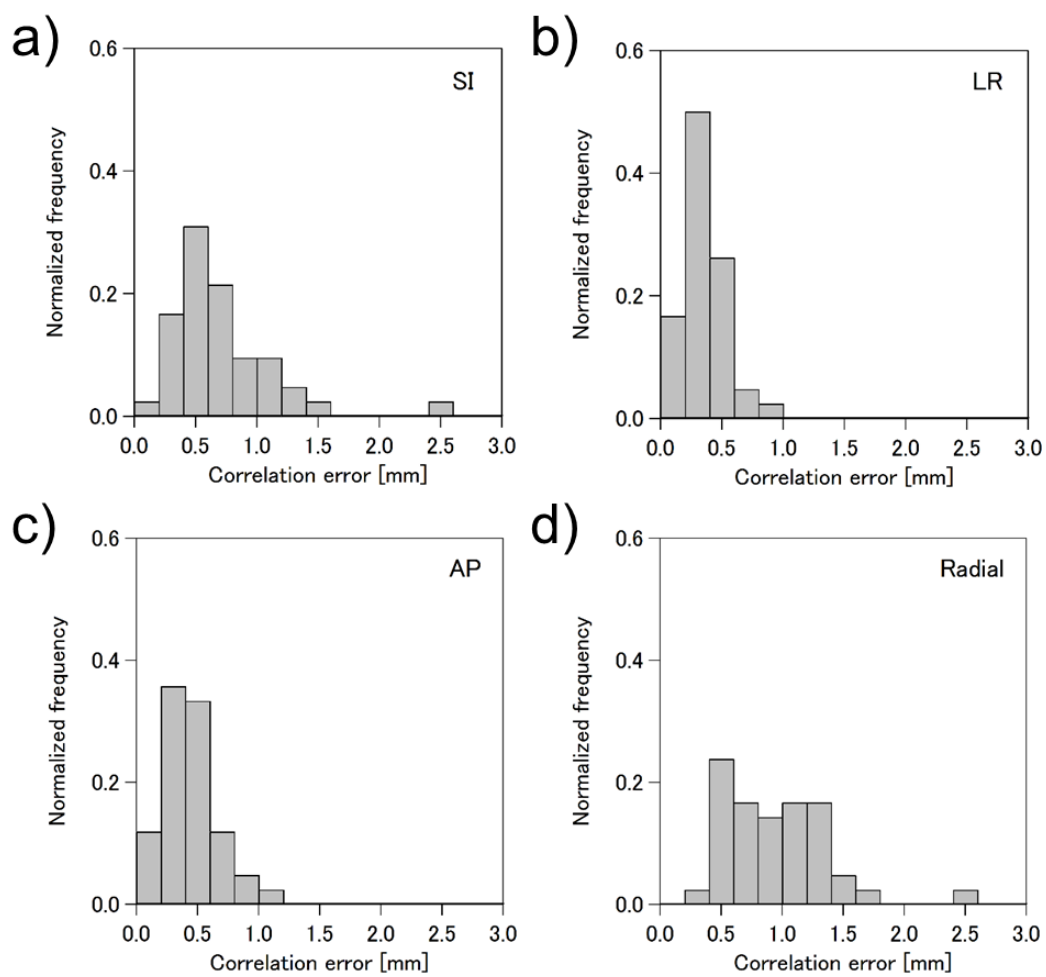 a)
SI
Normalized frequency
0.6
0.4
0.2
0.0
0.0 0.5 1.0 1.5 2.0 2.5 3.0
Correlation error [mm]
b)
LR
Normalized frequency
0.6
0.4
0.2
0.0
0.0 0.5 1.0 1.5 2.0 2.5 3.0
Correlation error [mm]
c)
AP
Normalized frequency
0.6
0.4
0.2
0.0
0.0 0.5 1.0 1.5 2.0 2.5 3.0
Correlation error [mm]
d)
Radial
Normalized frequency
0.6
0.4
0.2
0.0
0.0 0.5 1.0 1.5 2.0 2.5 3.0
Correlation error [mm]